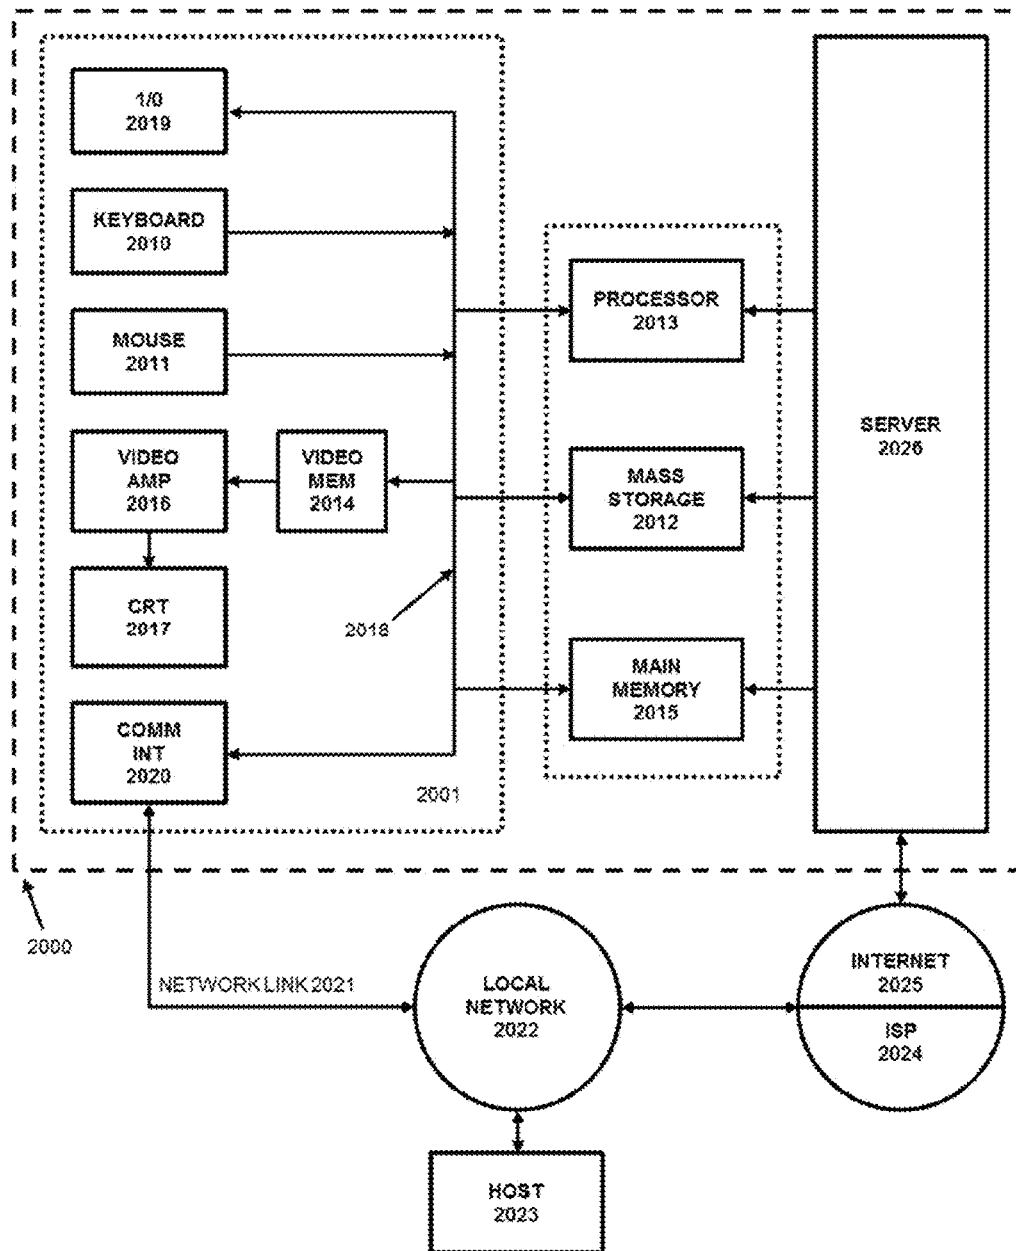 1/0
2019
KEYBOARD
2010
MOUSE
2011
VIDEO
AMP
2016
VIDEO
MEM
2014
CRT
2017
COMM
INT
2020
2018
2001
PROCESSOR
2013
MASS
STORAGE
2012
MAIN
MEMORY
2015
SERVER
2026
2000
NETWORK LINK 2021
LOCAL
NETWORK
2022
INTERNET
2025
ISP
2024
HOST
2023